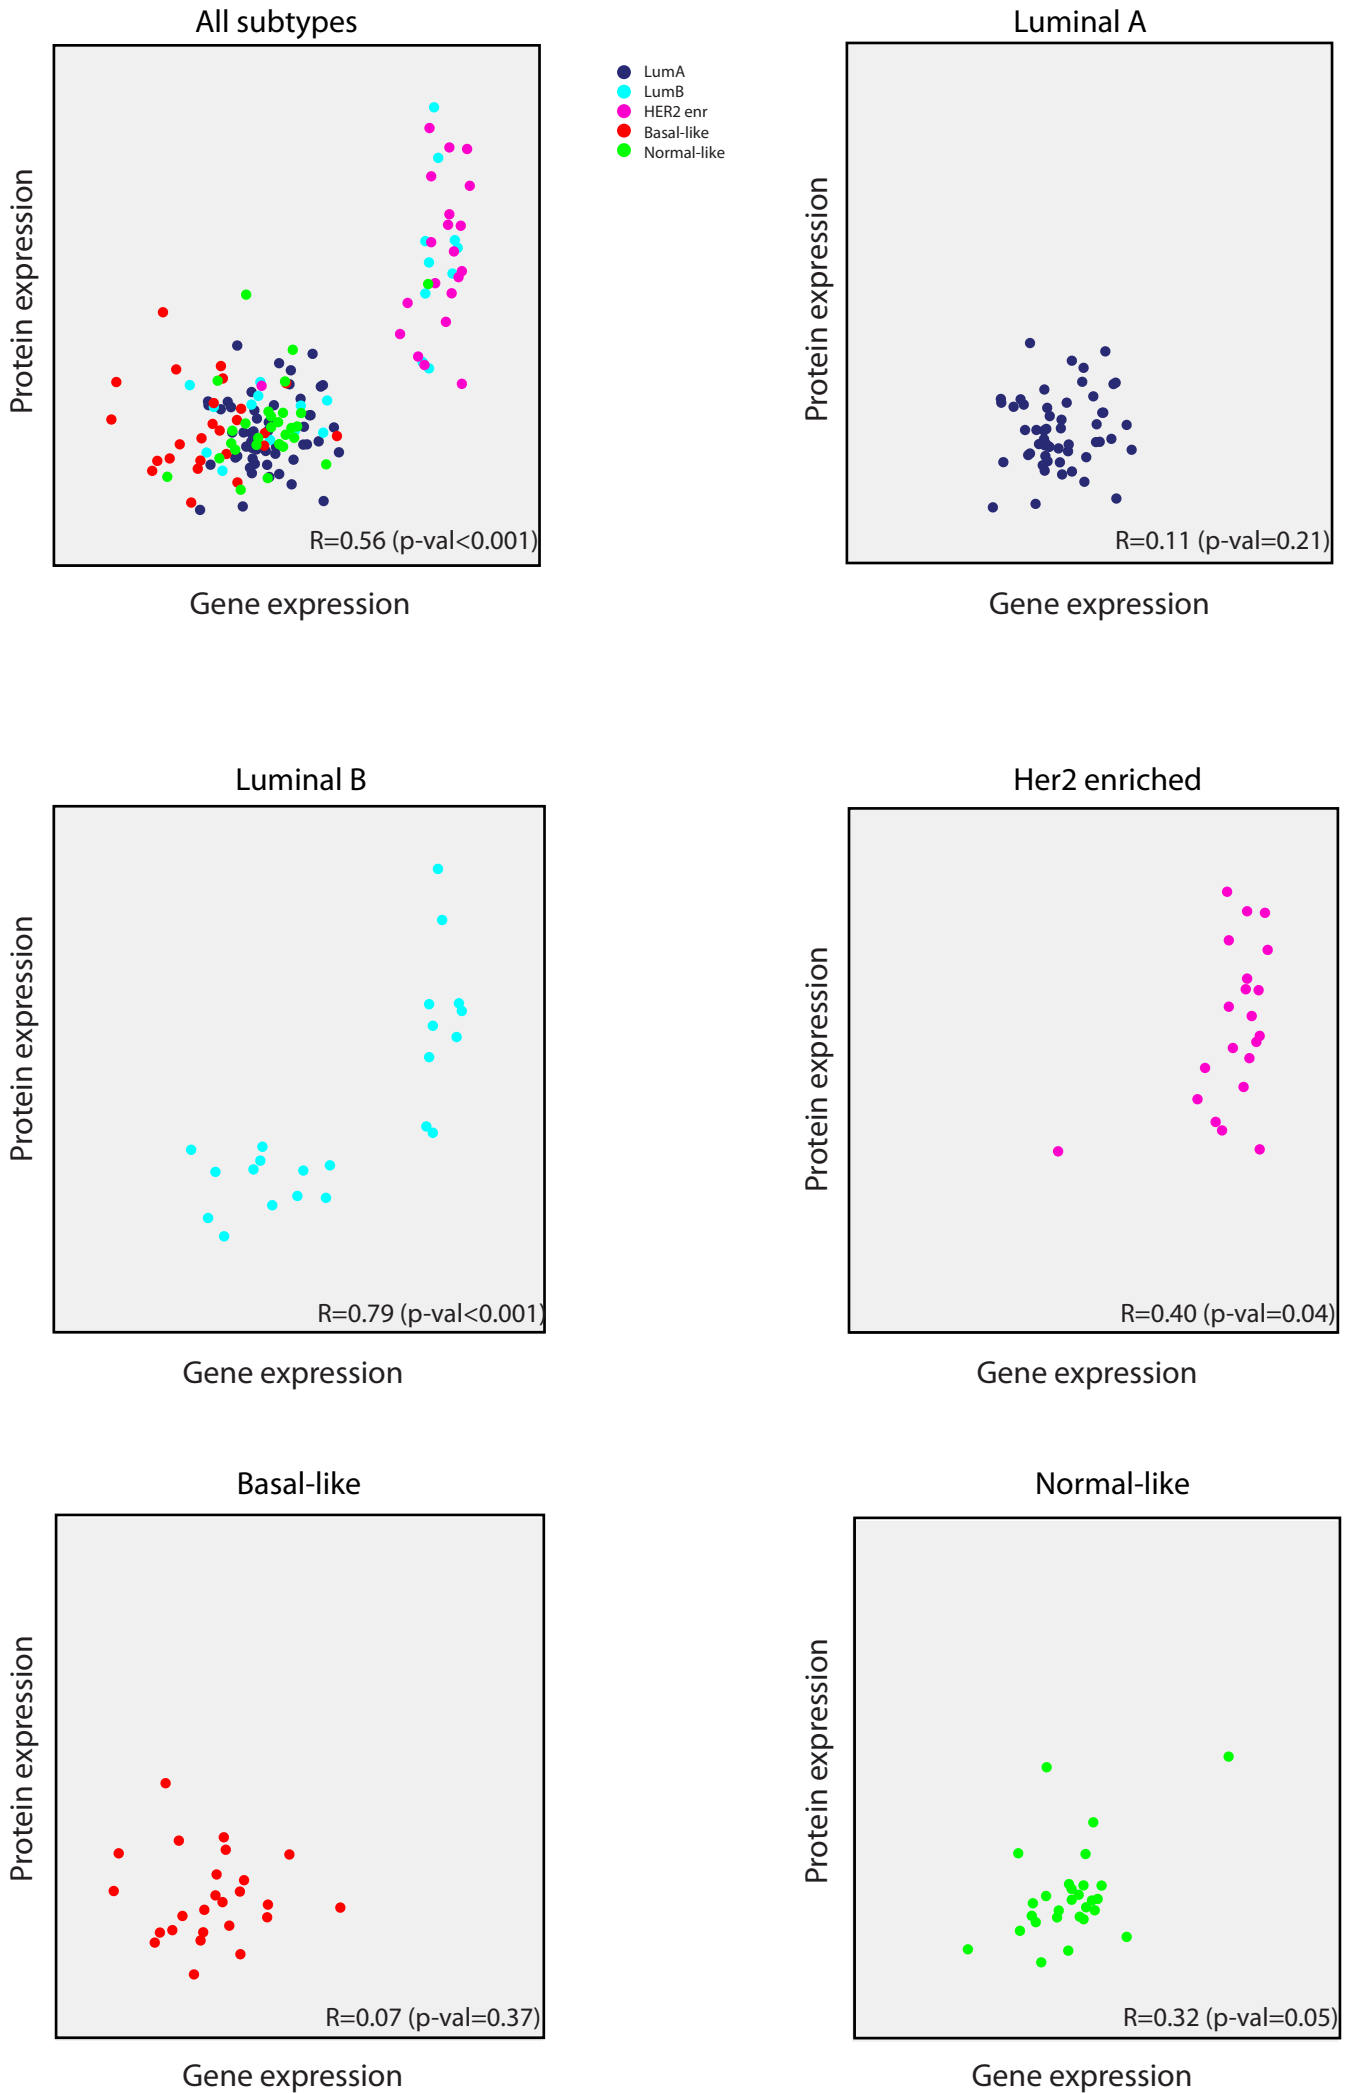 All subtypes
Protein expression
R=0.56 (p-val<0.001)
Gene expression
LumA
LumB
HER2 enr
Basal-like
Normal-like
Luminal A
Protein expression
R=0.11 (p-val=0.21)
Gene expression
Luminal B
Protein expression
R=0.79 (p-val<0.001)
Gene expression
Her2 enriched
Protein expression
R=0.40 (p-val=0.04)
Gene expression
Basal-like
Protein expression
R=0.07 (p-val=0.37)
Gene expression
Normal-like
Protein expression
R=0.32 (p-val=0.05)
Gene expression